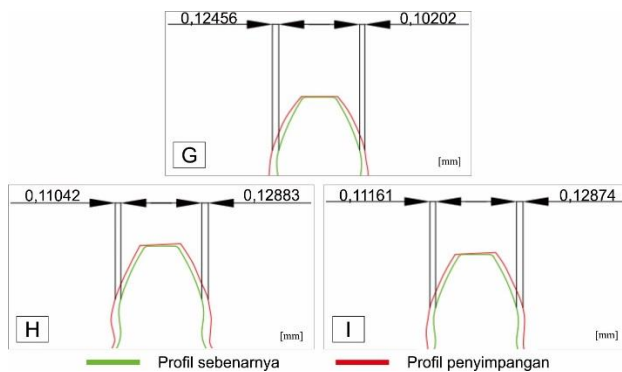 0,12456 0,10202
G [mm]
0,11042 0,12883 0,11161 0,12874
H [mm] I [mm]
Profil sebenarnya Profil penyimpangan